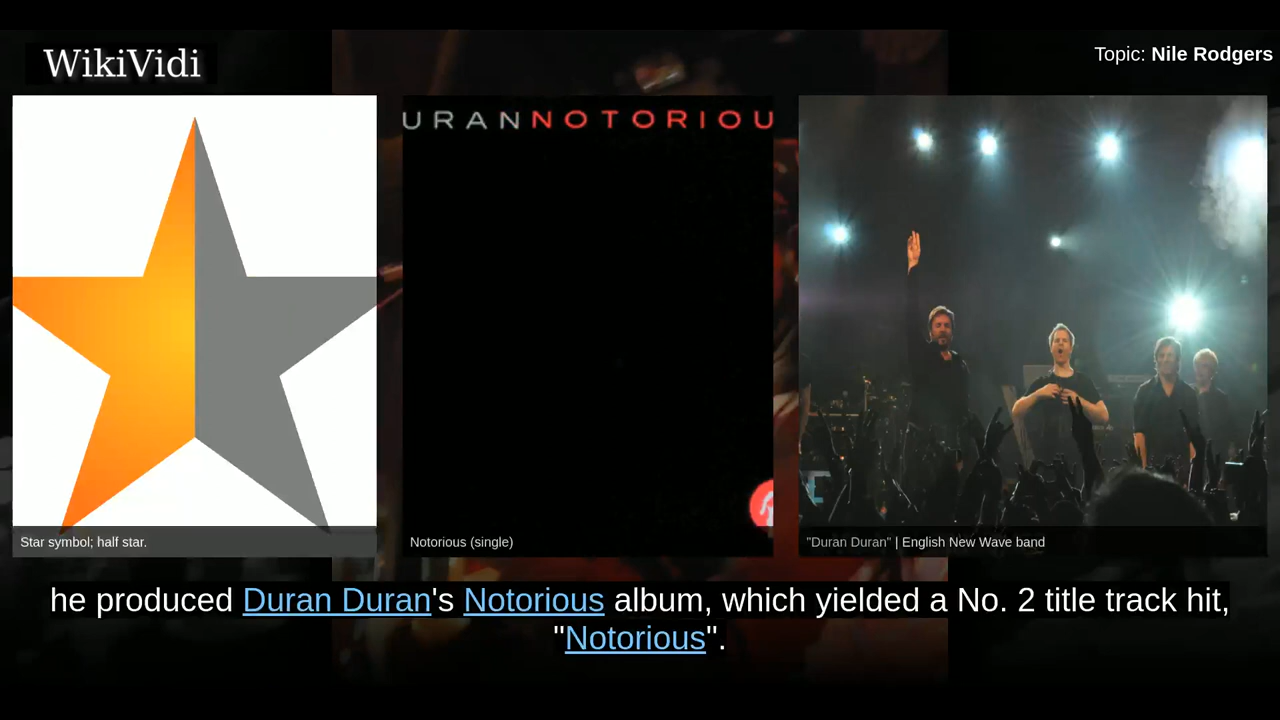 WikiVidi
Topic: Nile Rodgers
URANNOTORIOU
Star symbol; half star.
Notorious (single)
"Duran Duran" | English New Wave band
he produced Duran Duran's Notorious album, which yielded a No. 2 title track hit,
"Notorious".